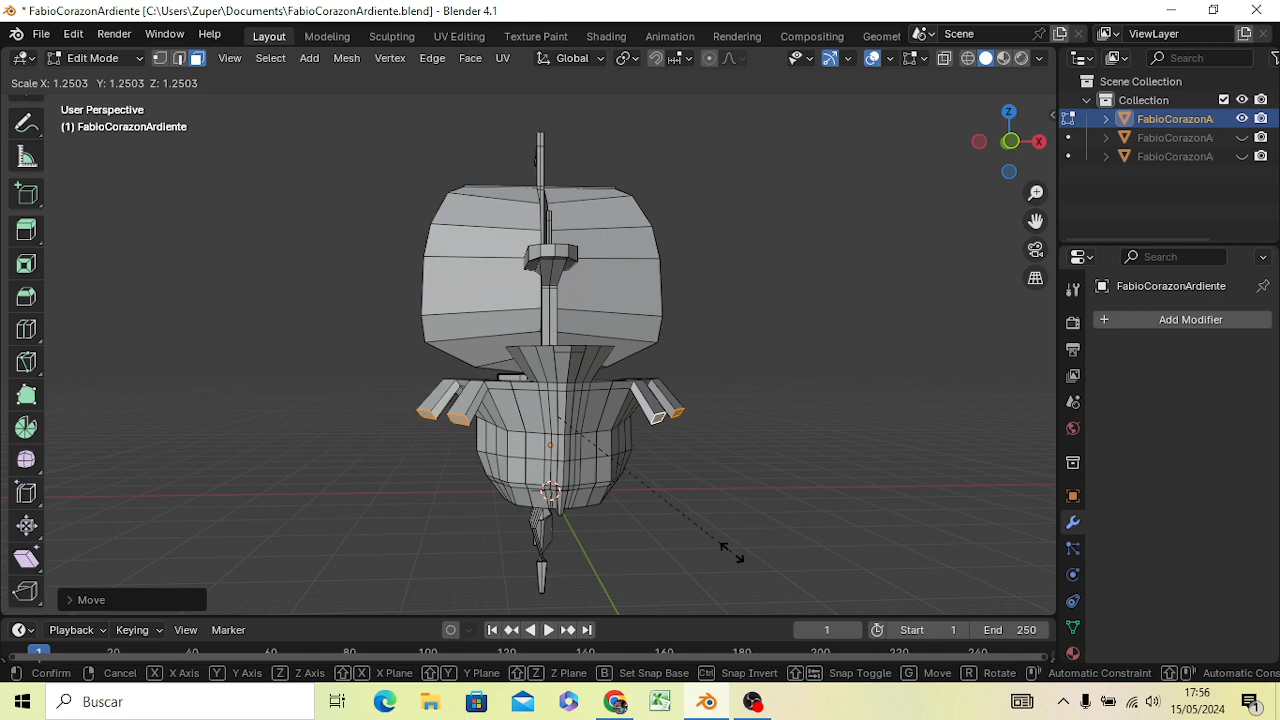 * FabioCorazonArdiente [C:\Users\Zuper\Documents\FabioCorazonArdiente.blend] - Blender 4.1
File Edit Render Window Help Layout Modeling Sculpting UV Editing Texture Paint Shading Animation Rendering Compositing Geomet Scene ViewLayer
Edit Mode View Select Add Mesh Vertex Edge Face UV Global Search
Scale X: 1.2503 Y: 1.2503 Z: 1.2503
Scene Collection
Collection
User Perspective
(1) FabioCorazonArdiente
Z
X
FabioCorazonA
FabioCorazonA
FabioCorazonA
Search
FabioCorazonArdiente
Add Modifier
> Move
Playback Keying View Marker 1 Start 1 End 250
1 20 40 60 80 100 120 140 160 180 200 220 240
Confirm Cancel X X Axis Y Y Axis Z Z Axis X X Plane Y Y Plane Z Z Plane B Set Snap Base Ctrl Snap Invert Snap Toggle G Move R Rotate Automatic Constraint Automatic Cons
Buscar
17:56
15/05/2024
1